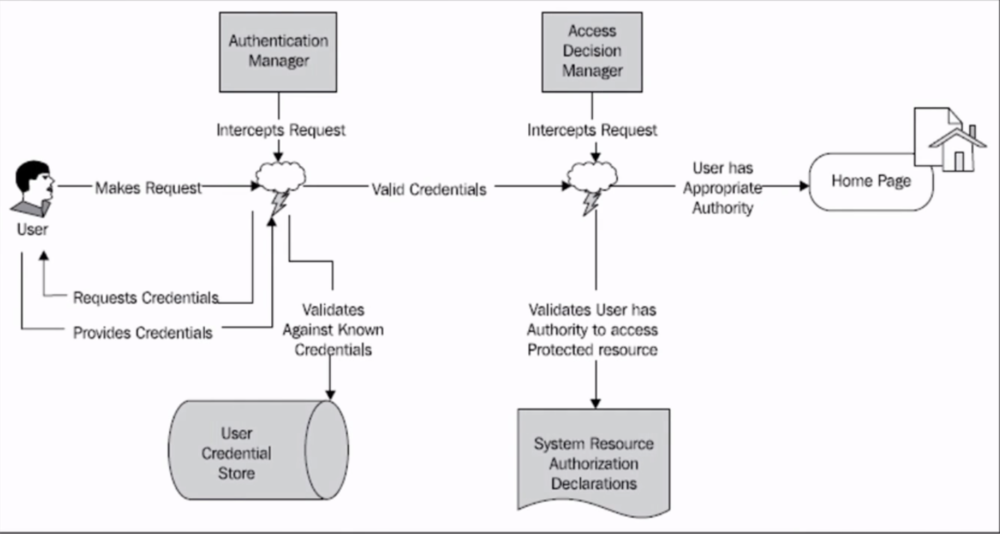 Authentication
Manager
Access
Decision
Manager
Intercepts Request
Intercepts Request
User
Makes Request
Valid Credentials
User has
Appropriate
Authority
Home Page
Requests Credentials
Provides Credentials
Validates
Against Known
Credentials
Validates User has
Authority to access
Protected resource
User
Credential
Store
System Resource
Authorization
Declarations